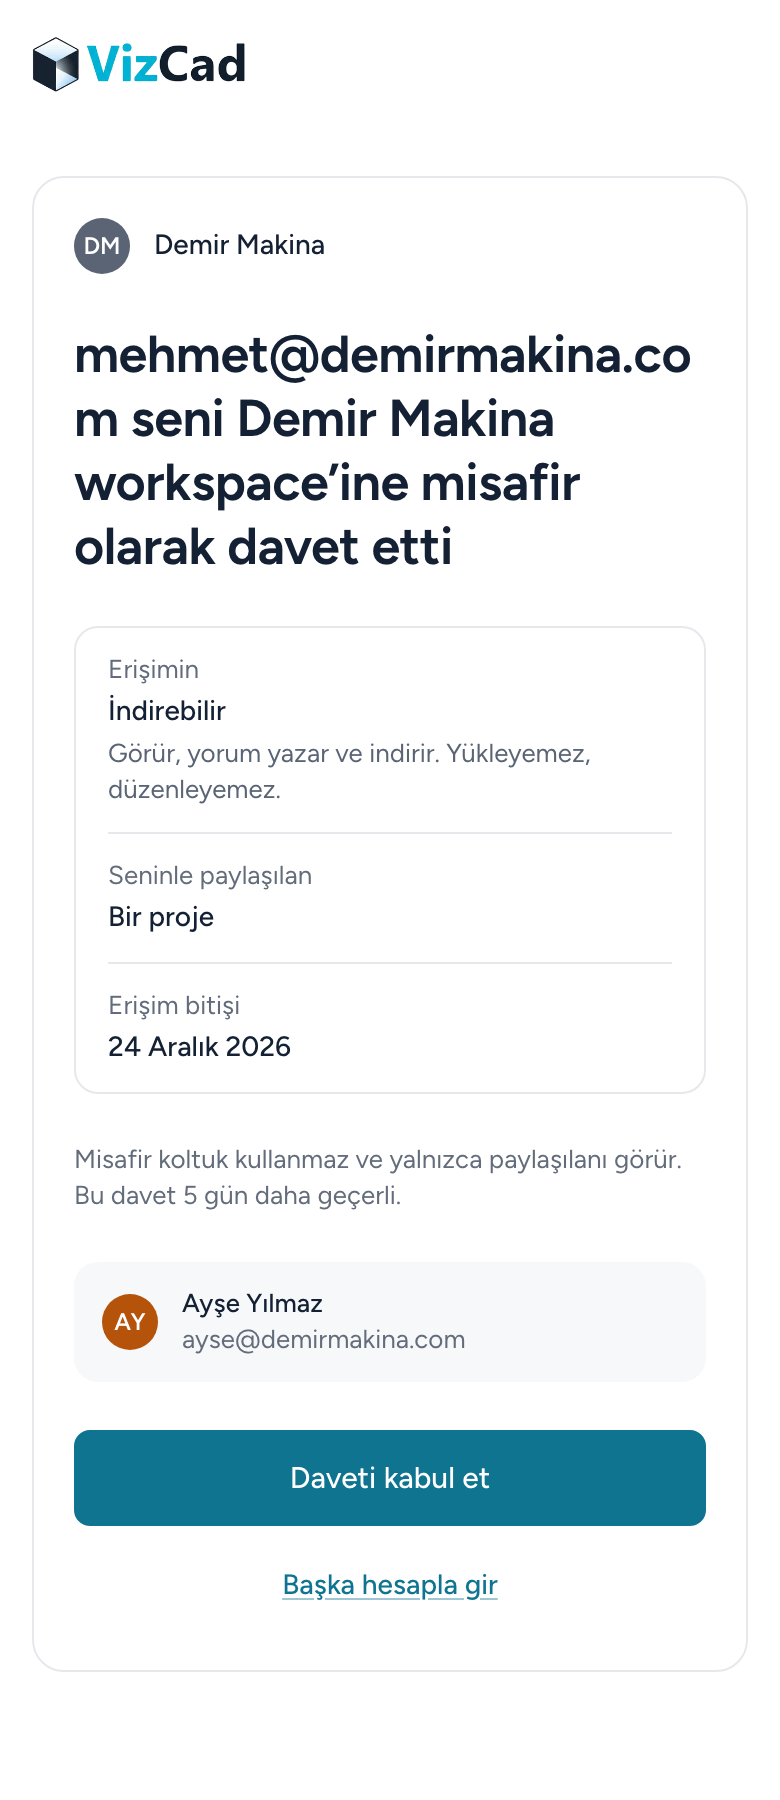 VizCad
DM Demir Makina
mehmet@demirmakina.co
m seni Demir Makina
workspace’ine misafir
olarak davet etti
Erişimin
İndirebilir
Görür, yorum yazar ve indirir. Yükleyemez,
düzenleyemez.
Seninle paylaşılan
Bir proje
Erişim bitişi
24 Aralık 2026
Misafir koltuk kullanmaz ve yalnızca paylaşılanı görür.
Bu davet 5 gün daha geçerli.
AY
Ayşe Yılmaz
ayse@demirmakina.com
Daveti kabul et
Başka hesapla gir